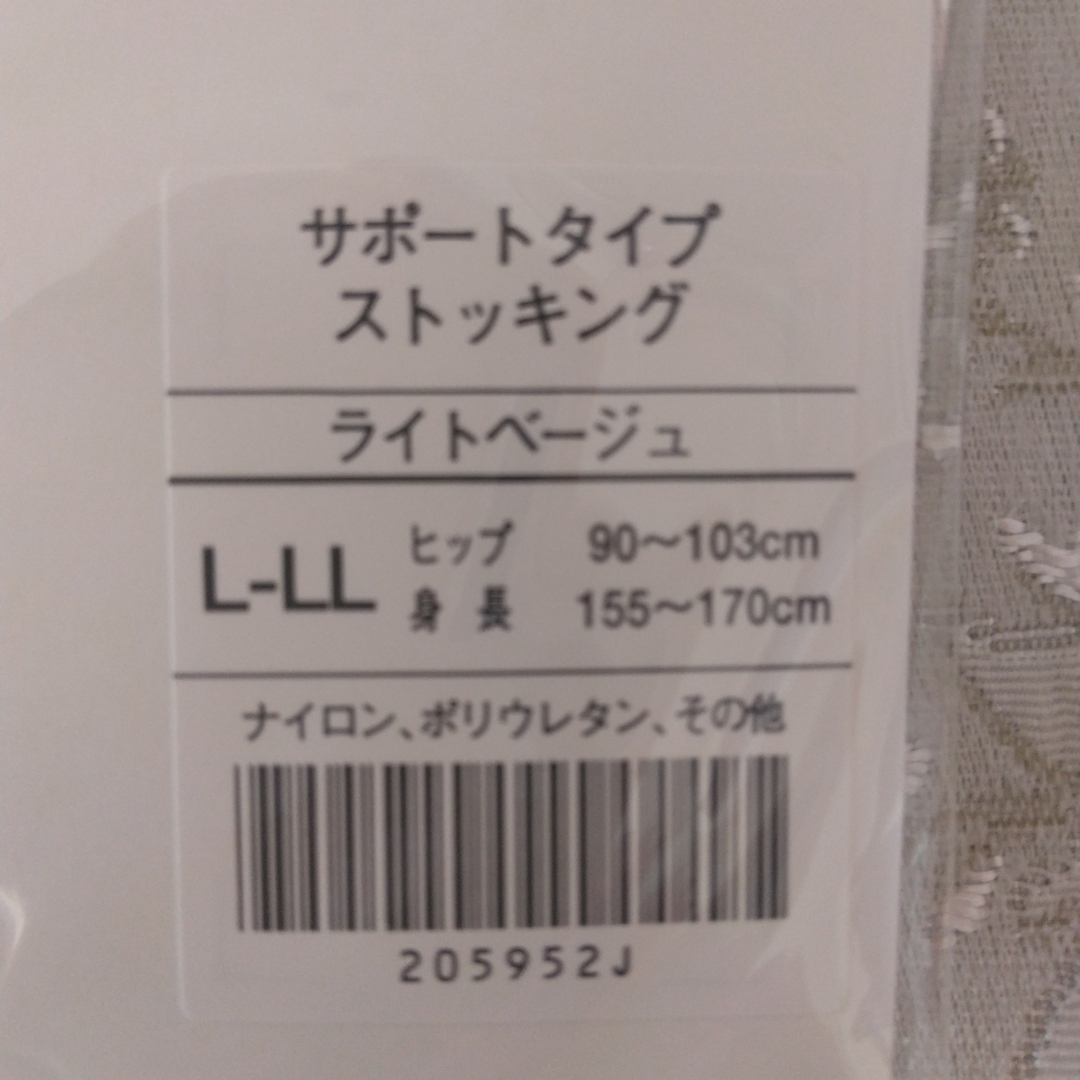 サポートタイプ
ストッキング
ライトベージュ
L-LL ヒップ 90〜103cm
身長 155〜170cm
ナイロン、ポリウレタン、その他
205952J